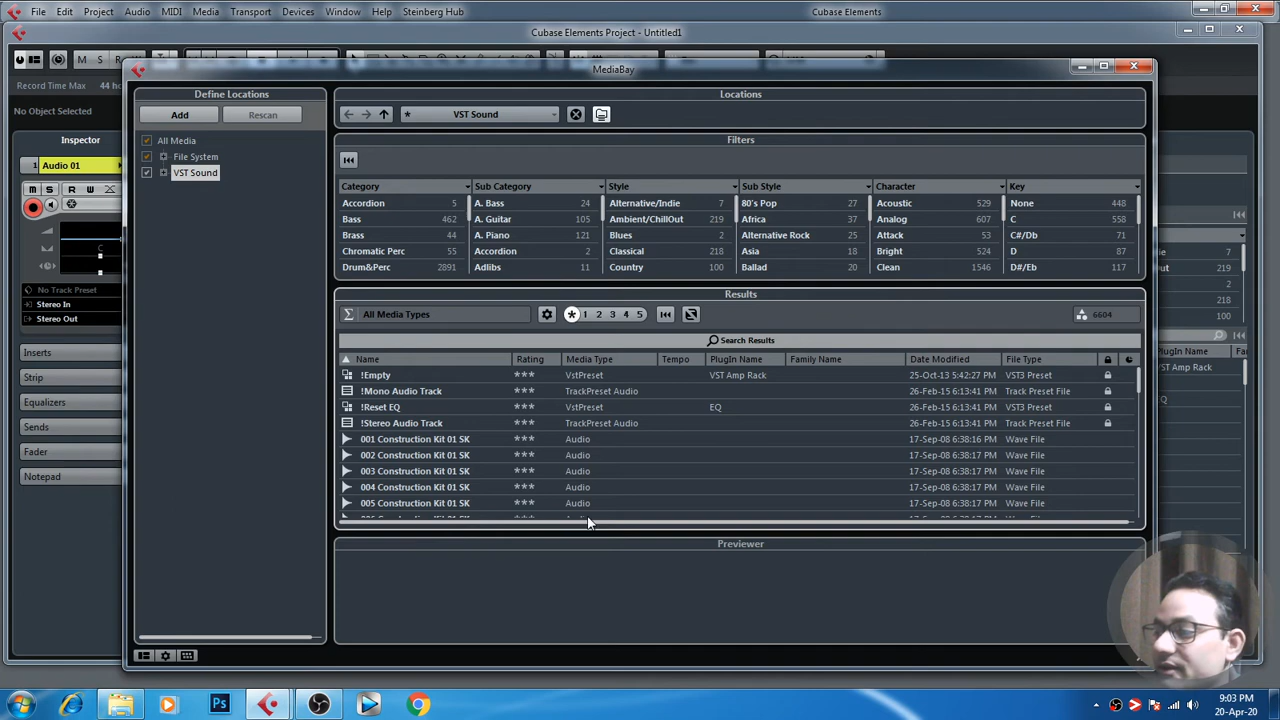 File Edit Project Audio MIDI Media Transport Devices Window Help Steinberg Hub Cubase Elements
Cubase Elements Project - Untitled1
M S
MediaBay
Record Time Max 44 ho
No Object Selected
Inspector
1 Audio 01
M S R W
C
No Track Preset
Stereo In
Stereo Out
Inserts
Strip
Equalizers
Sends
Fader
Notepad
Define Locations
Add Rescan
All Media
File System
VST Sound
Locations
* VST Sound
Filters
Category Sub Category Style Sub Style Character Key
Accordion 5 A. Bass 24 Alternative/Indie 7 80's Pop 27 Acoustic 529 None 448
Bass 462 A. Guitar 105 Ambient/ChillOut 219 Africa 37 Analog 607 C 558
Brass 44 A. Piano 121 Blues 2 Alternative Rock 25 Attack 53 C#/Db 71
Chromatic Perc 55 Accordion 2 Classical 218 Asia 18 Bright 524 D 87
Drum&Perc 2891 Adlibs 11 Country 100 Ballad 20 Clean 1546 D#/Eb 117
Results
All Media Types * 1 2 3 4 5 6604
Search Results
Name Rating Media Type Tempo PlugIn Name Family Name Date Modified File Type
!Empty *** VstPreset VST Amp Rack 25-Oct-13 5:42:27 PM VST3 Preset
!Mono Audio Track *** TrackPreset Audio 26-Feb-15 6:13:41 PM Track Preset File
!Reset EQ *** VstPreset EQ 26-Feb-15 6:13:41 PM VST3 Preset
!Stereo Audio Track *** TrackPreset Audio 26-Feb-15 6:13:41 PM Track Preset File
001 Construction Kit 01 SK *** Audio 17-Sep-08 6:38:16 PM Wave File
002 Construction Kit 01 SK *** Audio 17-Sep-08 6:38:17 PM Wave File
003 Construction Kit 01 SK *** Audio 17-Sep-08 6:38:17 PM Wave File
004 Construction Kit 01 SK *** Audio 17-Sep-08 6:38:17 PM Wave File
005 Construction Kit 01 SK *** Audio 17-Sep-08 6:38:17 PM Wave File
Previewer
7
219
2
218
100
PlugIn Name Far
VST Amp Rack
Ps
9:03 PM
20-Apr-20